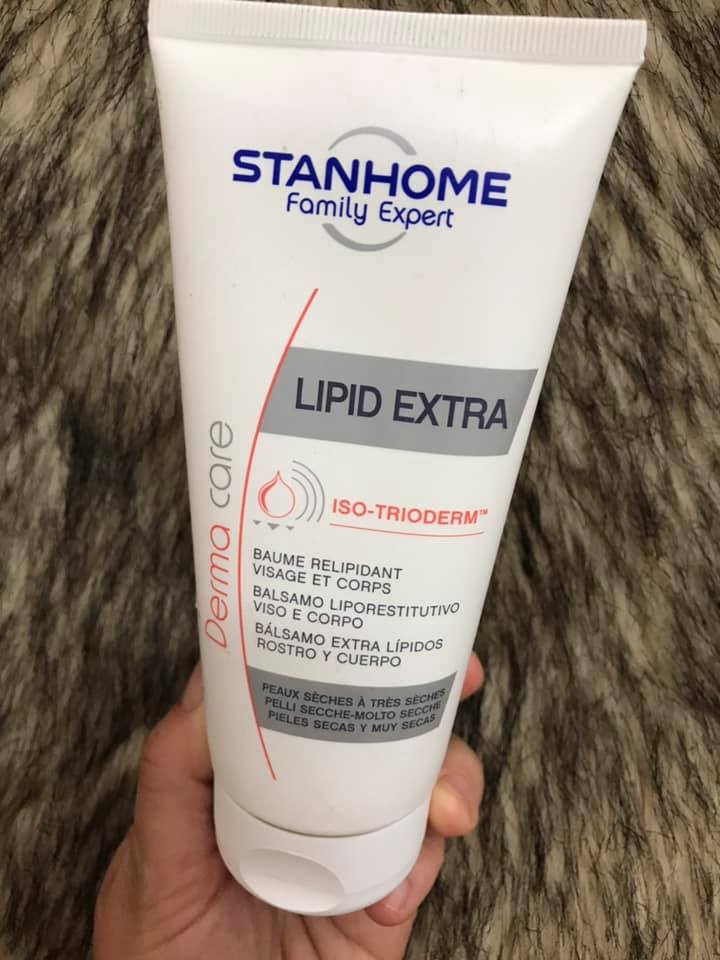 STANHOME
Family Expert
LIPID EXTRA
Derma care
ISO-TRIODERM™
BAUME RELIPIDANT
VISAGE ET CORPS
BALSAMO LIPORESTITUTIVO
VISO E CORPO
BÁLSAMO EXTRA LÍPIDOS
ROSTRO Y CUERPO
PEAUX SÈCHES À TRÈS SÈCHES
PELLI SECCHE-MOLTO SECCHE
PIELES SECAS Y MUY SECAS